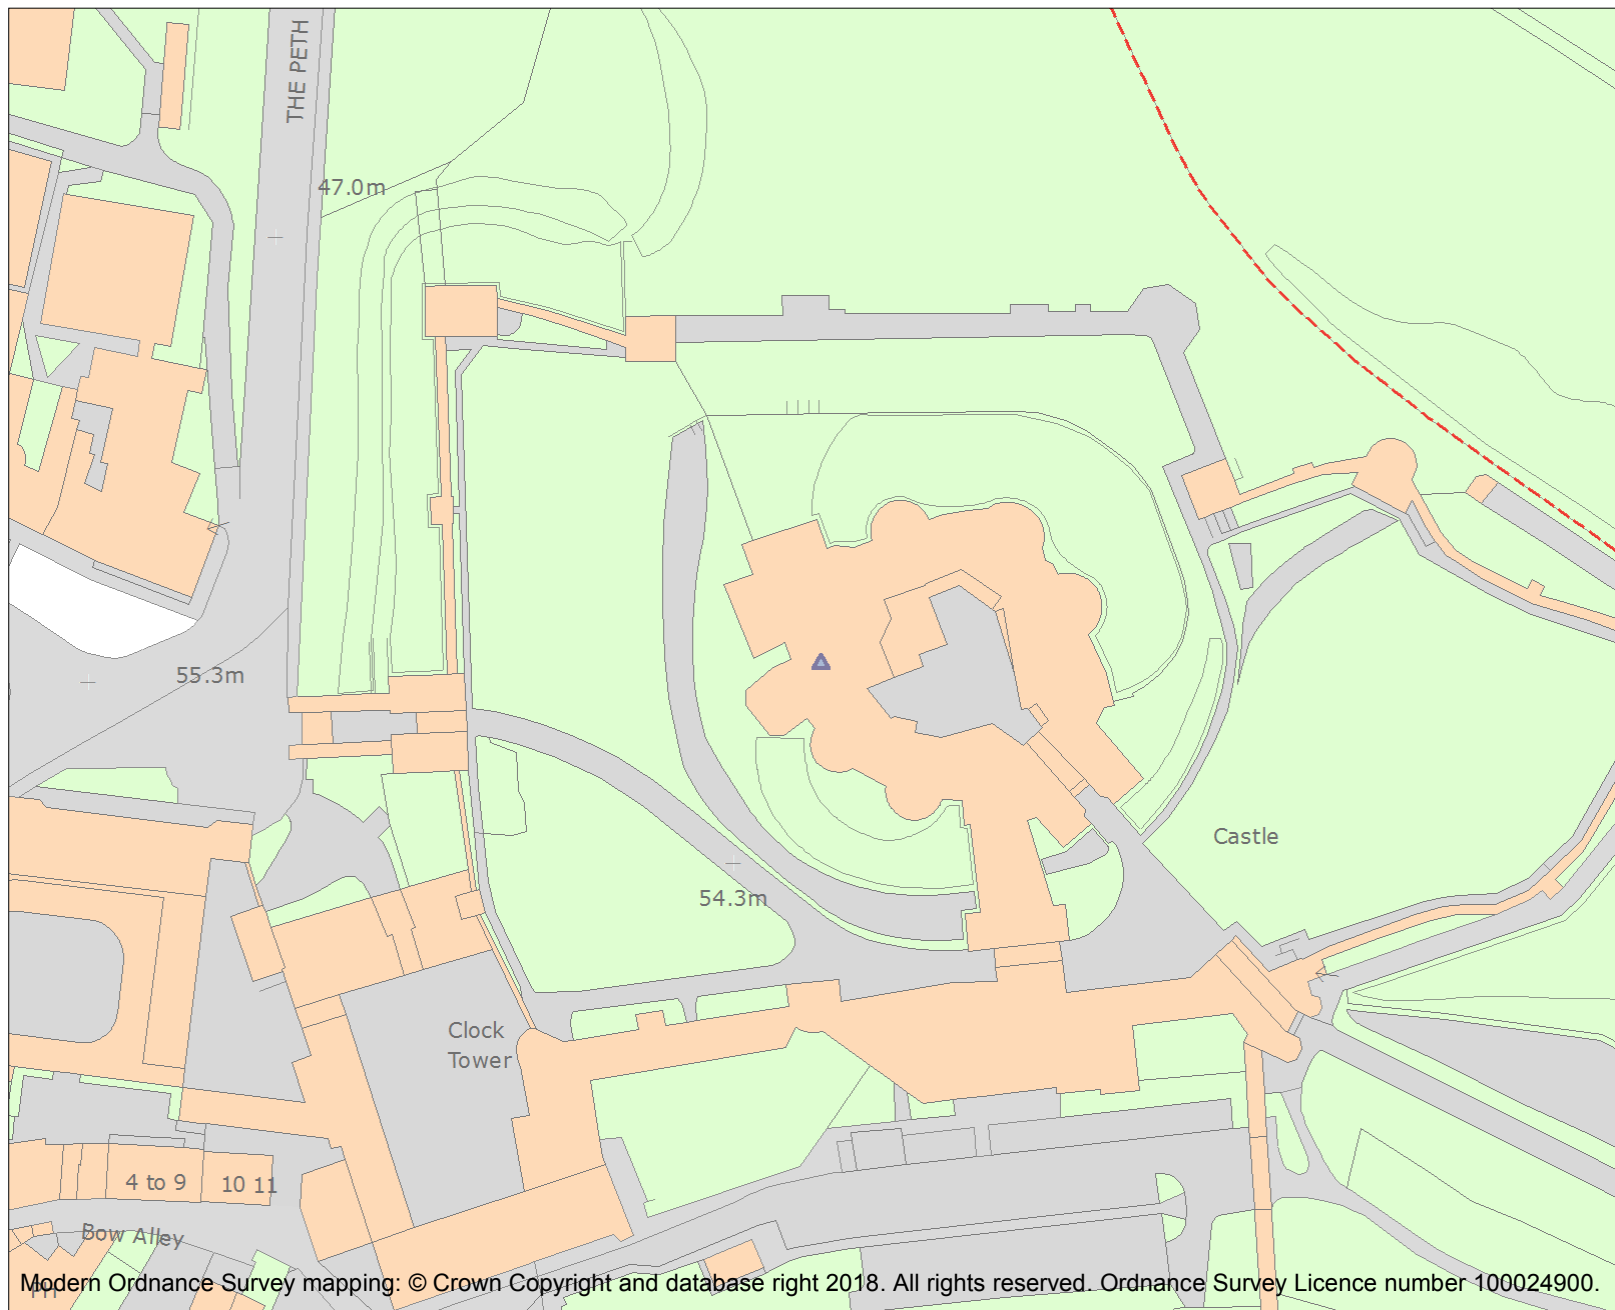 THE PETH
47.0m
55.3m
Castle
54.3m
Clock
Tower
4 to 9
10 11
Bow Alley
PH
Modern Ordnance Survey mapping: © Crown Copyright and database right 2018. All rights reserved. Ordnance Survey Licence number 100024900.